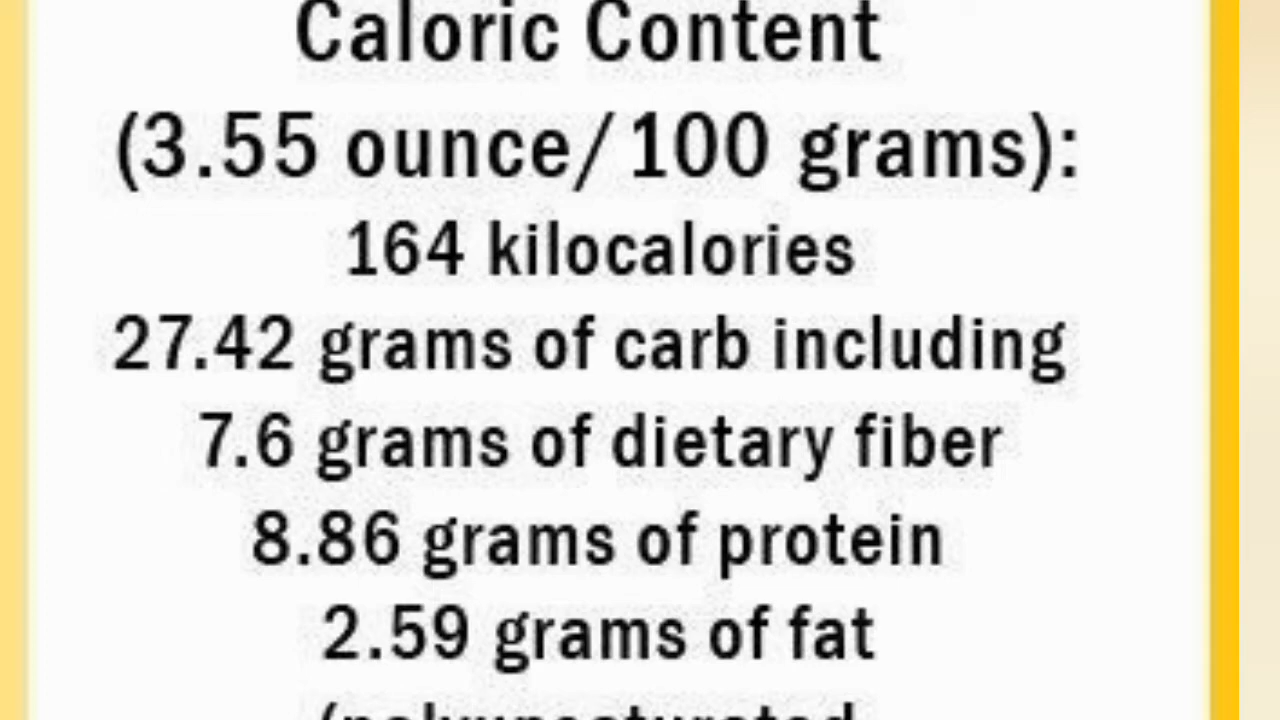 Caloric Content
(3.55 ounce/100 grams):
164 kilocalories
27.42 grams of carb including
7.6 grams of dietary fiber
8.86 grams of protein
2.59 grams of fat
(polyunsaturated